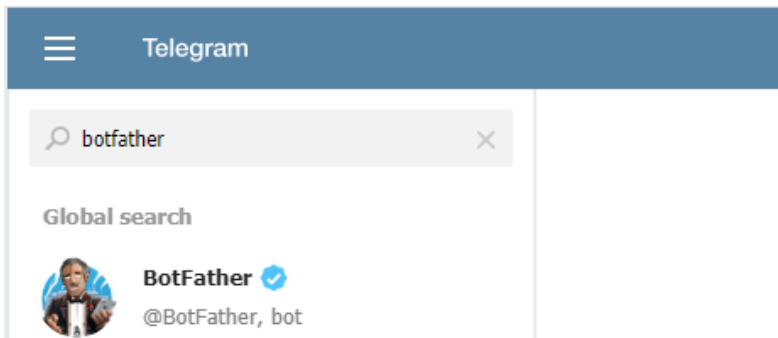 Telegram
botfather
Global search
BotFather
@BotFather, bot